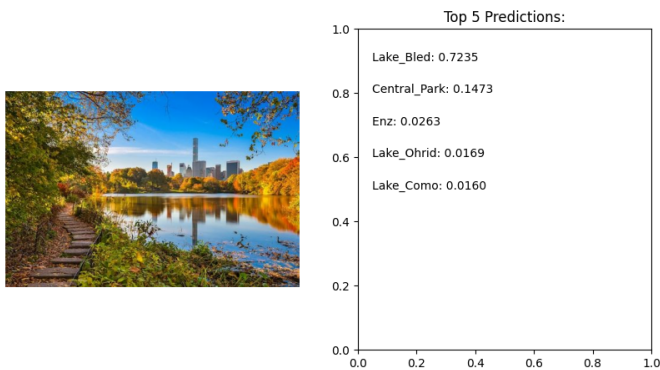 Top 5 Predictions:
1.0
Lake_Bled: 0.7235
0.8
Central_Park: 0.1473
Enz: 0.0263
0.6
Lake_Ohrid: 0.0169
Lake_Como: 0.0160
0.4
0.2
0.0
0.0 0.2 0.4 0.6 0.8 1.0